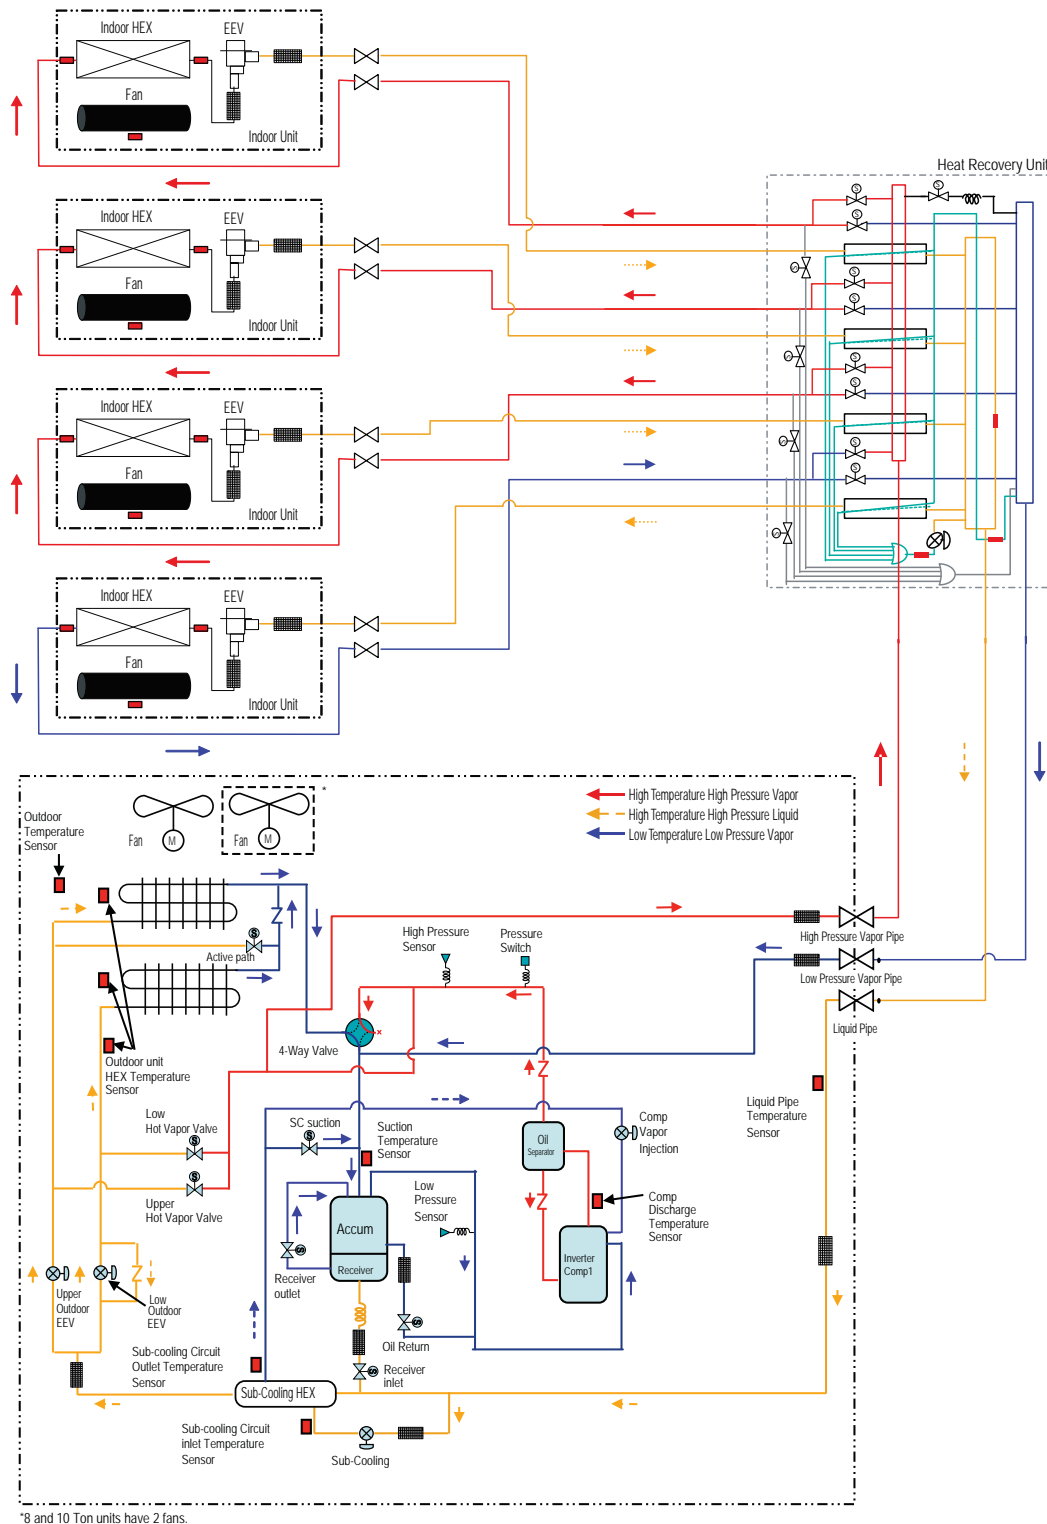 Indoor HEX
EEV
Fan
Indoor Unit
Heat Recovery Unit
S
S
S
Indoor HEX
EEV
Fan
Indoor Unit
S
S
S
Indoor HEX
EEV
Fan
Indoor Unit
S
S
S
S
S
S
S
Indoor HEX
EEV
Fan
Indoor Unit
*
High Temperature High Pressure Vapor
High Temperature High Pressure Liquid
Low Temperature Low Pressure Vapor
Outdoor
Temperature
Sensor
Fan
M
Fan
M
S
Active path
High Pressure
Sensor
Pressure
Switch
High Pressure Vapor Pipe
Low Pressure Vapor Pipe
Liquid Pipe
4-Way Valve
Outdoor unit
HEX Temperature
Sensor
Low
Hot Vapor Valve
S
Upper
Hot Vapor Valve
S
SC suction
S
Suction
Temperature
Sensor
Oil
Separator
Comp
Vapor
Injection
Liquid Pipe
Temperature
Sensor
Low
Pressure
Sensor
Comp
Discharge
Temperature
Sensor
Accum
Receiver
S
Receiver
outlet
Inverter
Comp1
S
Oil Return
Upper
Outdoor
EEV
Low
Outdoor
EEV
Sub-cooling Circuit
Outlet Temperature
Sensor
S
Receiver
inlet
Sub-Cooling HEX
Sub-cooling Circuit
inlet Temperature
Sensor
Sub-Cooling
*8 and 10 Ton units have 2 fans.